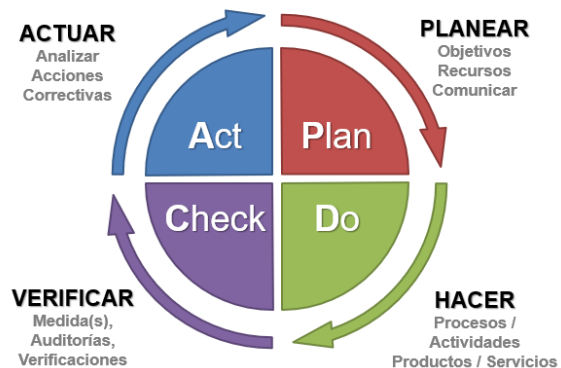 ACTUAR
Analizar
Acciones
Correctivas
PLANEAR
Objetivos
Recursos
Comunicar
Act
Plan
Check
Do
VERIFICAR
Medida(s),
Auditorías,
Verificaciones
HACER
Procesos /
Actividades
Productos / Servicios